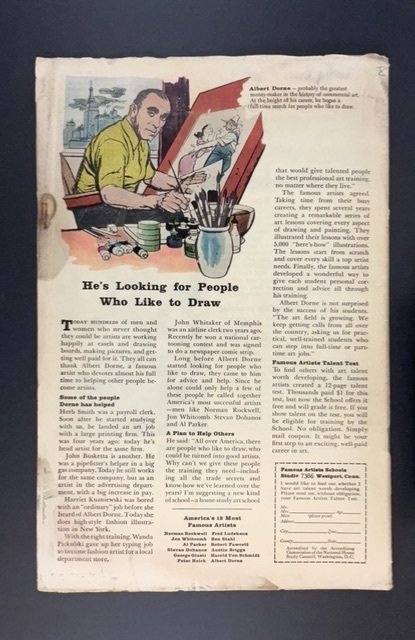 Albert Dorne — probably the greatest
money-maker in the history of commercial art.
At the height of his career, he began a
full-time search for people who like to draw.
He's Looking for People
Who Like to Draw
TODAY HUNDREDS of men and
women who never thought
they could be artists are working
happily at easels and drawing
boards, making pictures, and get-
ting well paid for it. They all can
thank Albert Dorne, a famous
artist who devotes almost his full
time to helping other people be-
come artists.
Some of the people
Dorne has helped
Herb Smith was a payroll clerk.
Soon after he started studying
with us, he landed an art job
with a large printing firm. This
was four years ago; today he's
head artist for the same firm.
John Busketta is another. He
was a pipefitter's helper in a big
gas company. Today he still works
for the same company, but as an
artist in the advertising depart-
ment, with a big increase in pay.
Harriet Kuzniewski was bored
with an "ordinary" job before she
heard of Albert Dorne. Today she
does high-style fashion illustra-
tion in New York.
With the right training, Wanda
Pickulski gave up her typing job
to become fashion artist for a local
department store.
John Whitaker of Memphis
was an airline clerk two years ago.
Recently he won a national car-
tooning contest and was signed
to do a newspaper comic strip.
Long before Albert Dorne
started looking for people who
like to draw, they came to him
for advice and help. Since he
alone could only help a few of
these people he called together
America's most successful artists
—men like Norman Rockwell,
Jon Whitcomb, Stevan Dohanos
and Al Parker.
A Plan to Help Others
He said: "All over America, there
are people who like to draw, who
could be turned into good artists.
Why can't we give these people
the training they need—includ-
ing all the trade secrets and
know how we've learned over the
years? I'm suggesting a new kind
of school—a home study art school
America's 12 Most
Famous Artists
Norman Rockwell Fred Ludekens
Jon Whitcomb Ben Stahl
Al Parker Robert Fawcett
Stevan Dohanos Austin Briggs
George Giusti Harold Von Schmidt
Peter Helck Albert Dorne
that would give talented people
the best professional art training,
no matter where they live."
The famous artists agreed.
Taking time from their busy
careers, they spent several years
creating a remarkable series of
art lessons covering every aspect
of drawing and painting. They
illustrated their lessons with over
5,000 "here's-how" illustrations.
The lessons start from scratch
and cover every skill a top artist
needs. Finally, the famous artists
developed a wonderful way to
give each student personal cor-
rection and advice all through
his training.
Albert Dorne is not surprised
by the success of his students.
"The art field is growing. We
keep getting calls from all over
the country, asking us for prac-
tical, well-trained students who
can step into full-time or part-
time art jobs."
Famous Artists Talent Test
To find others with art talent
worth developing, the famous
artists created a 12-page talent
test. Thousands paid $1 for this
test, but now the School offers it
free and will grade it free. If you
show talent on the test, you will
be eligible for training by the
School. No obligation. Simply
mail coupon. It might be your
first step to an exciting, well-paid
career in art.
Famous Artists Schools
Studio 7386 Westport, Conn.
I would like to find out whether I
have art talent worth developing.
Please send me, without obligation,
your Famous Artists Talent Test.
Mr.
Mrs. Age
Miss (please print)
Address
City Zone
County State
Accredited by the Accrediting
Commission of the National Home
Study Council, Washington, D.C.